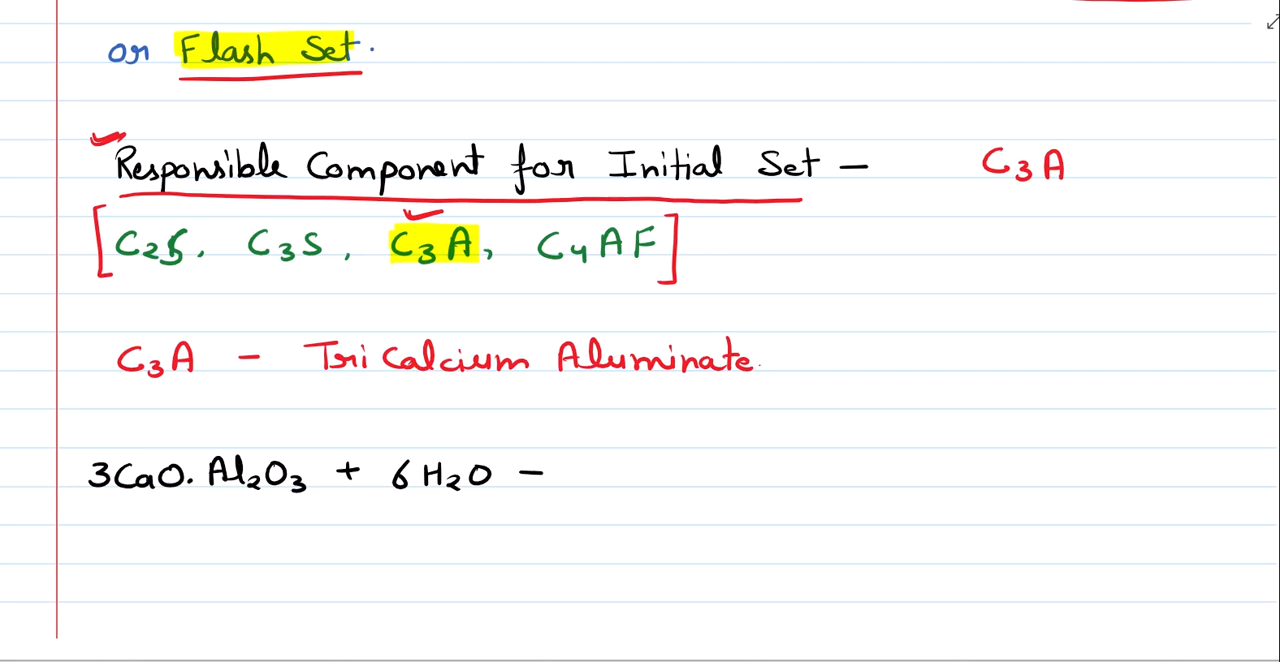 or Flash Set.
Responsible Component for Initial Set - C3A
[C2S, C3S, C3A, C4AF]
C3A - Tri Calcium Aluminate.
3CaO. Al2O3 + 6H2O -